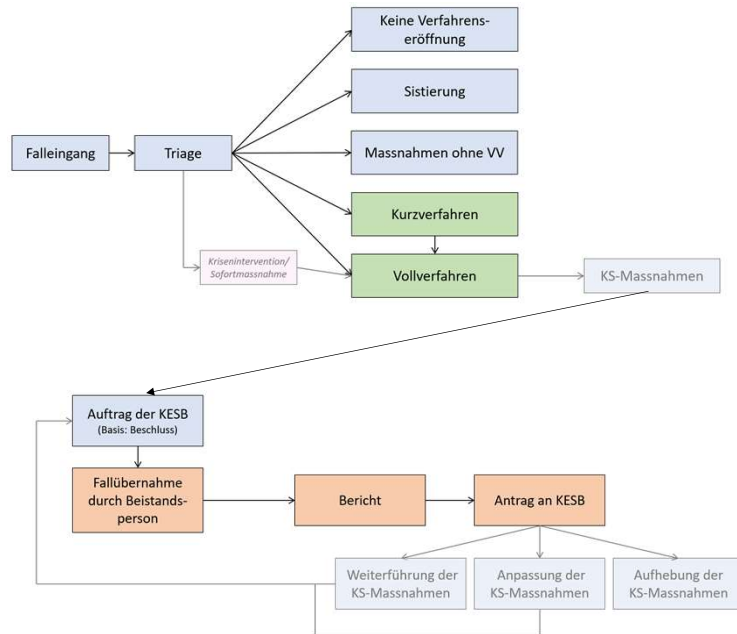 Keine Verfahrens-
eröffnung
Sistierung
Falleingang
Triage
Massnahmen ohne VV
Kurzverfahren
Krisenintervention/
Sofortmassnahme
Vollverfahren
KS-Massnahmen
Auftrag der KESB
(Basis: Beschluss)
Fallübernahme
durch Beistands-
person
Bericht
Antrag an KESB
Weiterführung der
KS-Massnahmen
Anpassung der
KS-Massnahmen
Aufhebung der
KS-Massnahmen